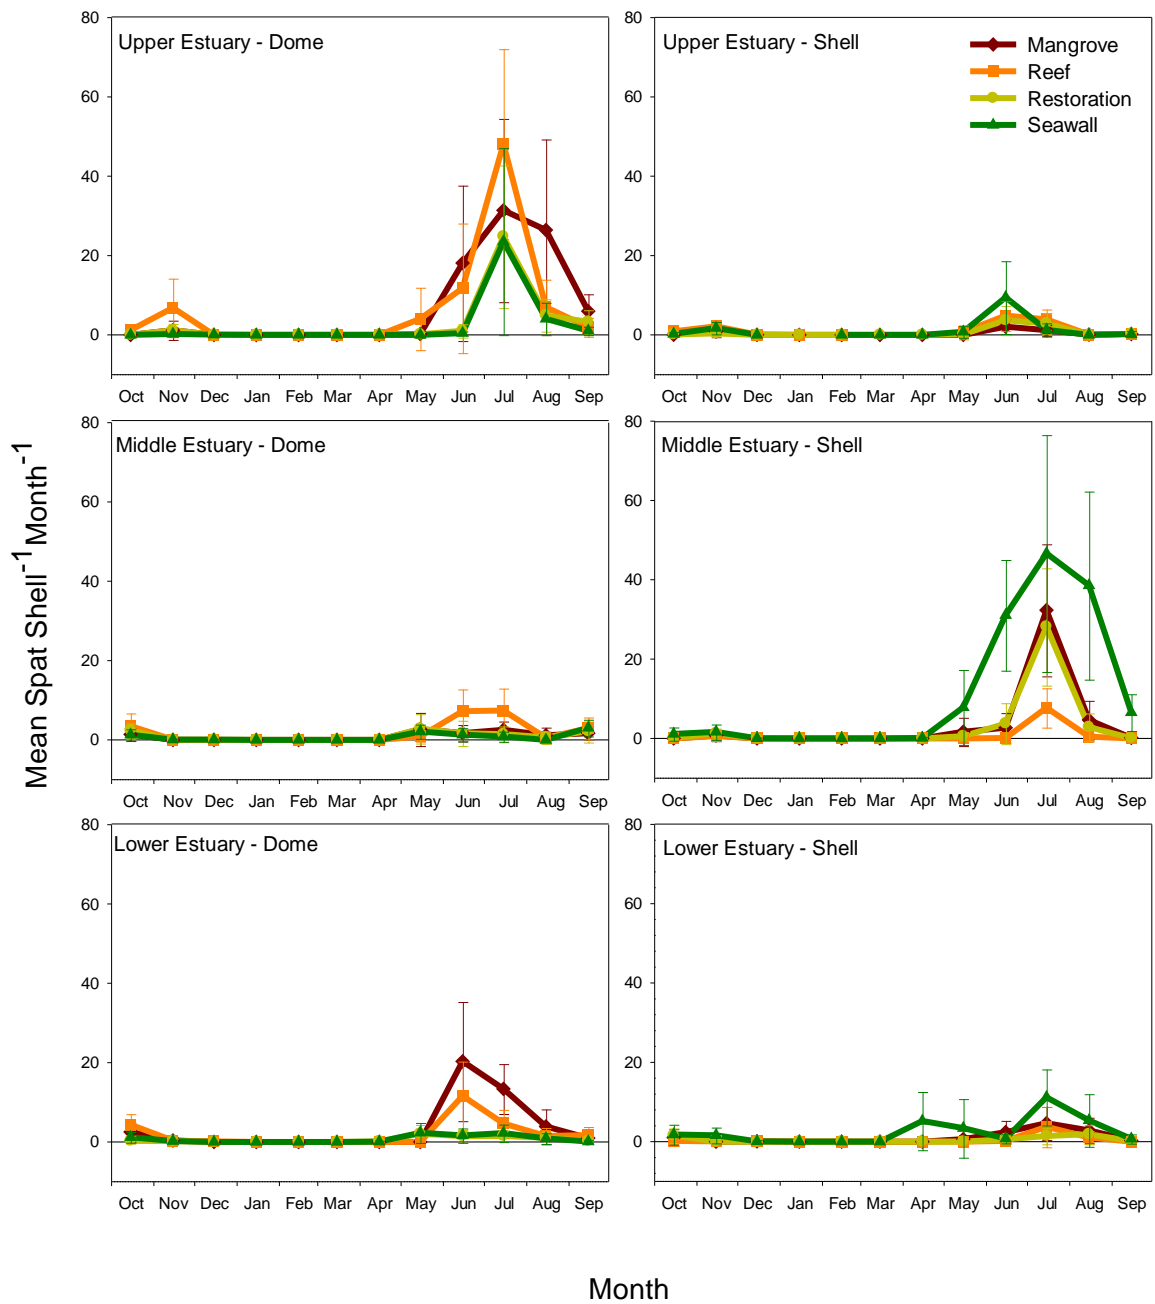 Mean Spat Shell-1 Month-1
80
60
40
20
0
Upper Estuary - Dome
Oct Nov Dec Jan Feb Mar Apr May Jun Jul Aug Sep
80
60
40
20
0
Upper Estuary - Shell
Mangrove
Reef
Restoration
Seawall
Oct Nov Dec Jan Feb Mar Apr May Jun Jul Aug Sep
80
60
40
20
0
Middle Estuary - Dome
Oct Nov Dec Jan Feb Mar Apr May Jun Jul Aug Sep
80
60
40
20
0
Middle Estuary - Shell
Oct Nov Dec Jan Feb Mar Apr May Jun Jul Aug Sep
80
60
40
20
0
Lower Estuary - Dome
Oct Nov Dec Jan Feb Mar Apr May Jun Jul Aug Sep
80
60
40
20
0
Lower Estuary - Shell
Oct Nov Dec Jan Feb Mar Apr May Jun Jul Aug Sep
Month